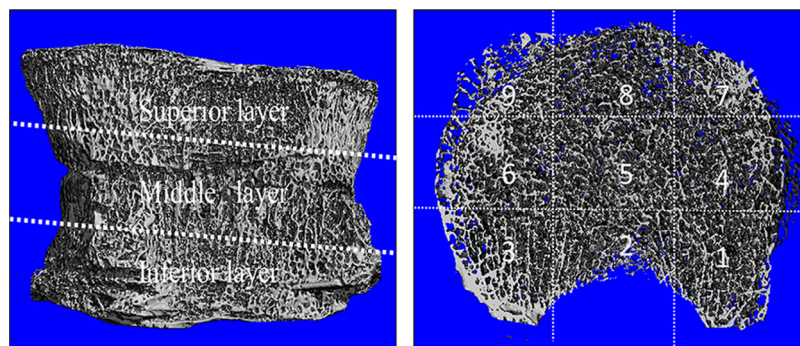 Superior layer
Middle layer
Inferior layer
9 8 7
6 5 4
3 2 1